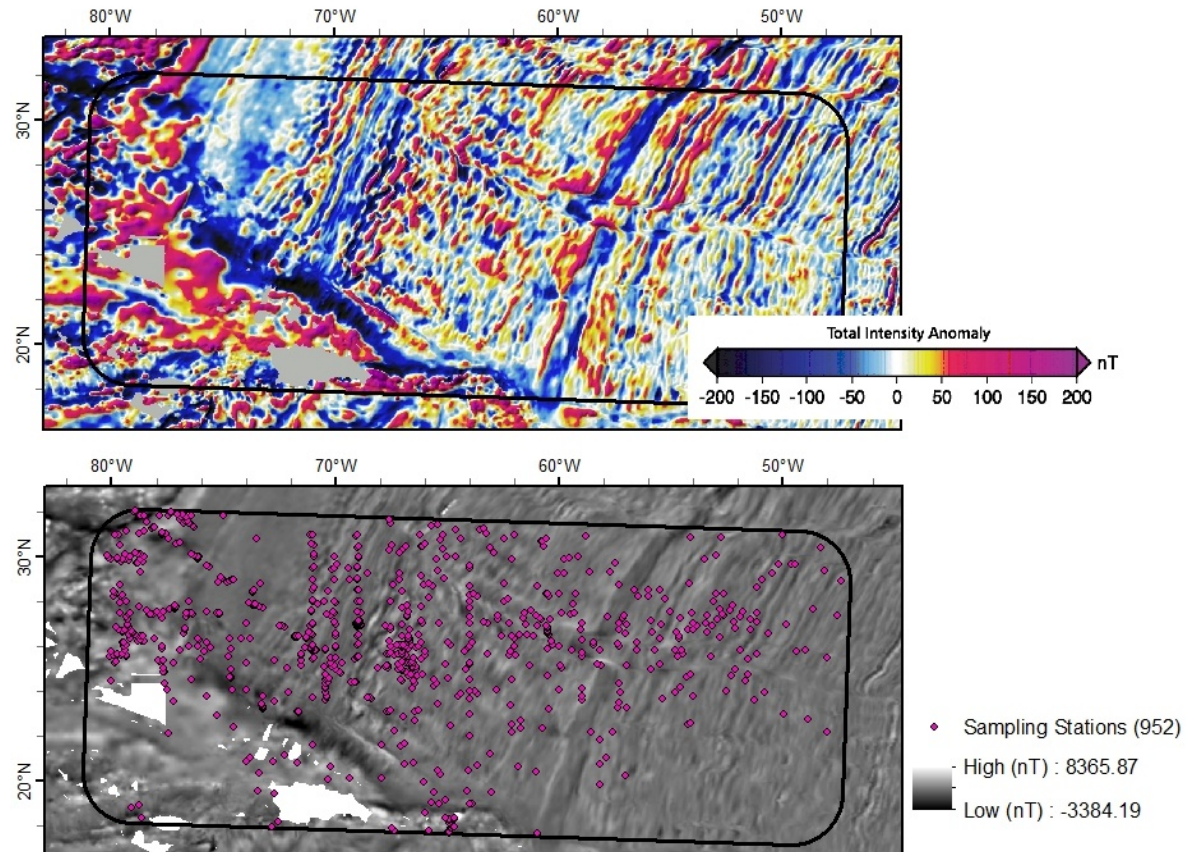 80°W 70°W 60°W 50°W
30°N
20°N
Total Intensity Anomaly
nT
-200 -150 -100 -50 0 50 100 150 200
80°W 70°W 60°W 50°W
30°N
20°N
Sampling Stations (952)
High (nT) : 8365.87
Low (nT) : -3384.19